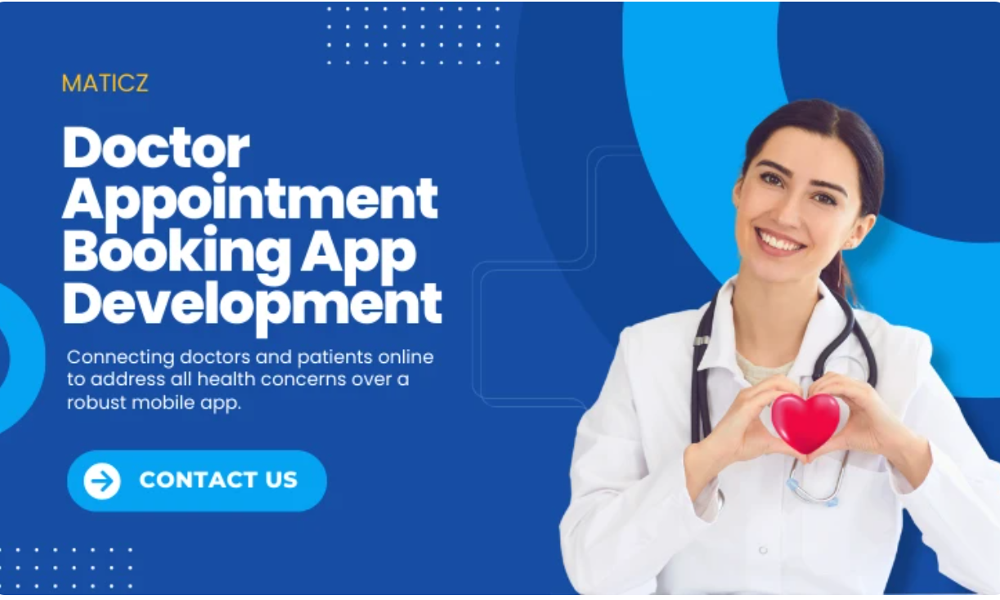 MATICZ
Doctor
Appointment
Booking App
Development
Connecting doctors and patients online
to address all health concerns over a
robust mobile app.
CONTACT US